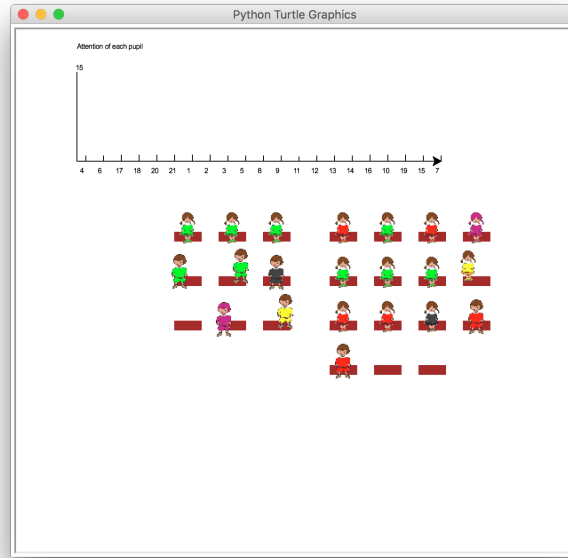 Python Turtle Graphics
Attention of each pupil
15
4 6 17 18 20 21 1 2 3 5 8 9 11 12 13 14 16 10 19 15 7